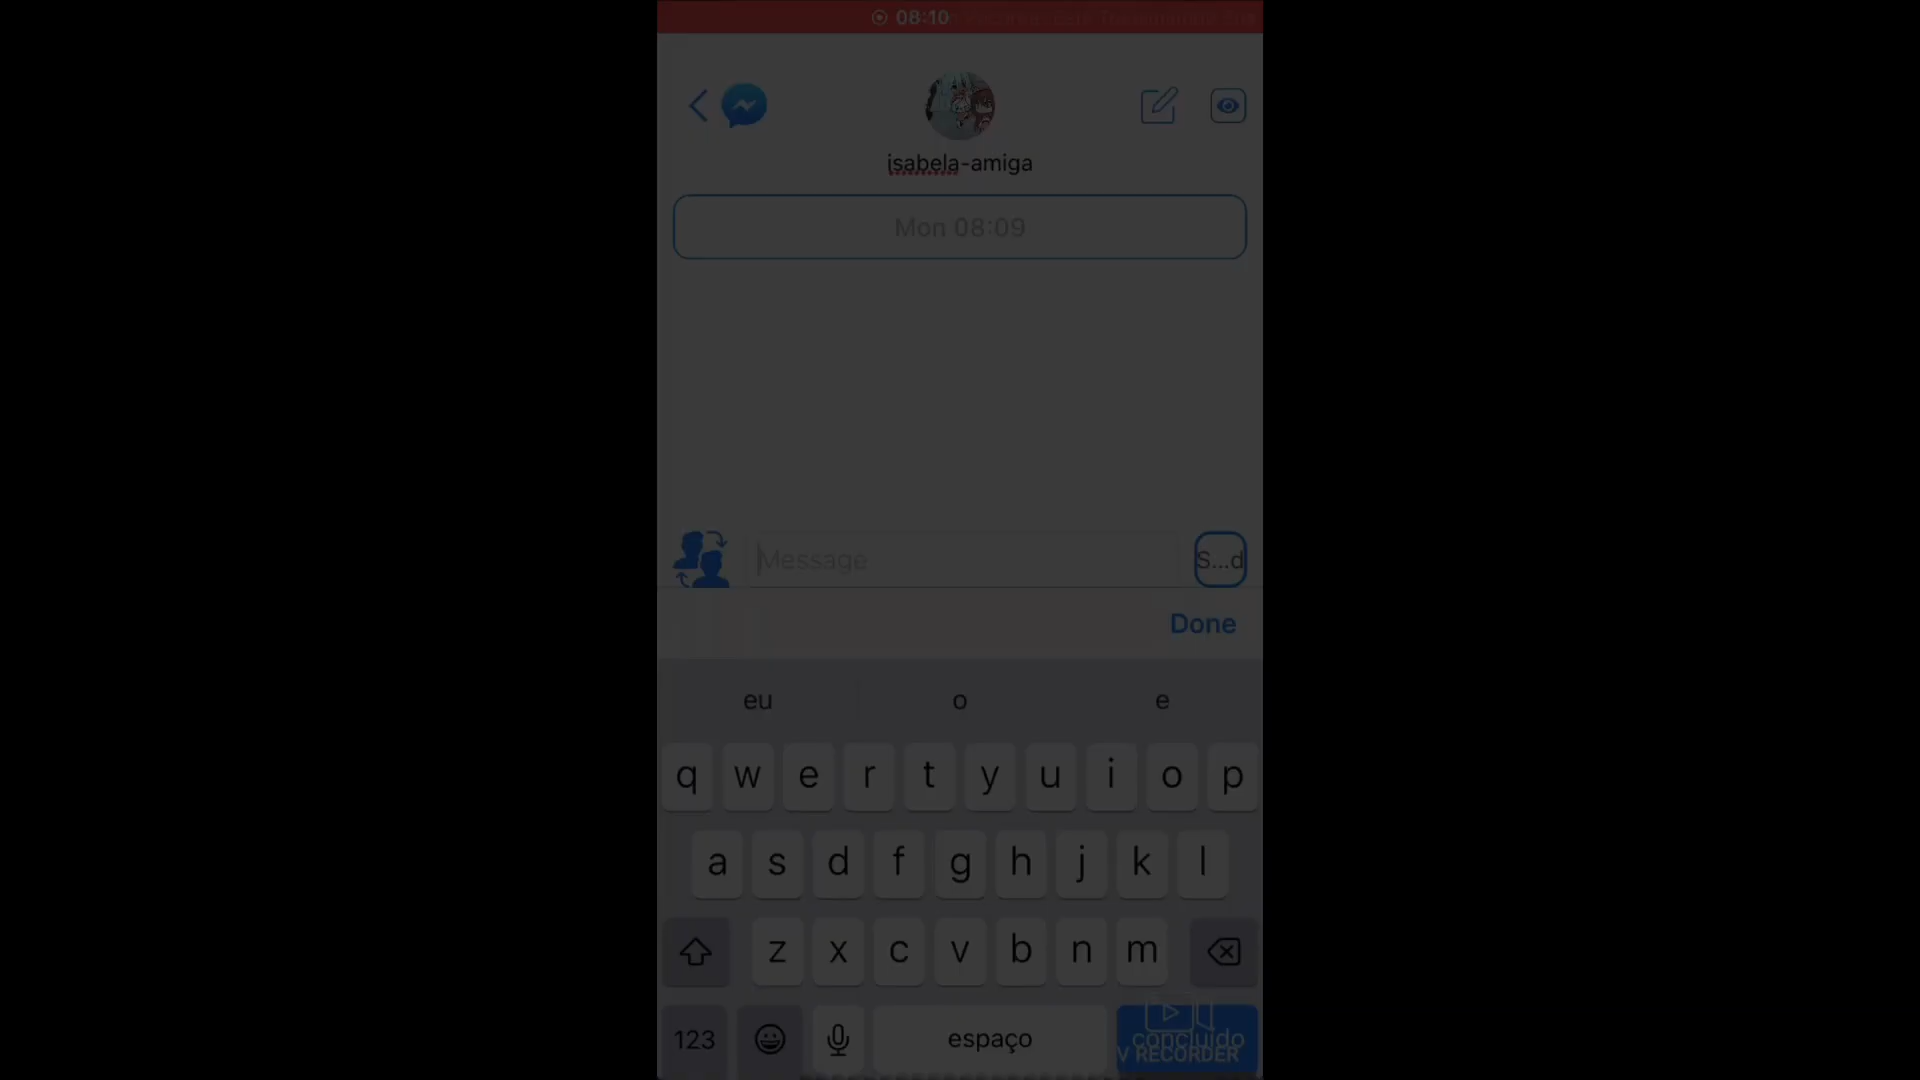 08:10
isabela-amiga
Mon 08:09
Message
S...d
Done
eu o e
q w e r t y u i o p
a s d f g h j k l
z x c v b n m
123 espaço concluído
V RECORDER